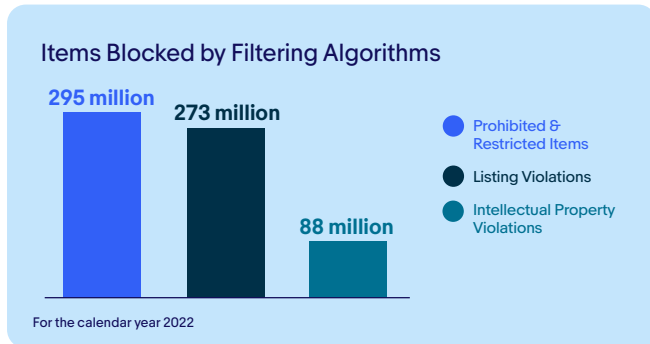 Items Blocked by Filtering Algorithms
295 million
273 million
88 million
Prohibited &
Restricted Items
Listing Violations
Intellectual Property
Violations
For the calendar year 2022